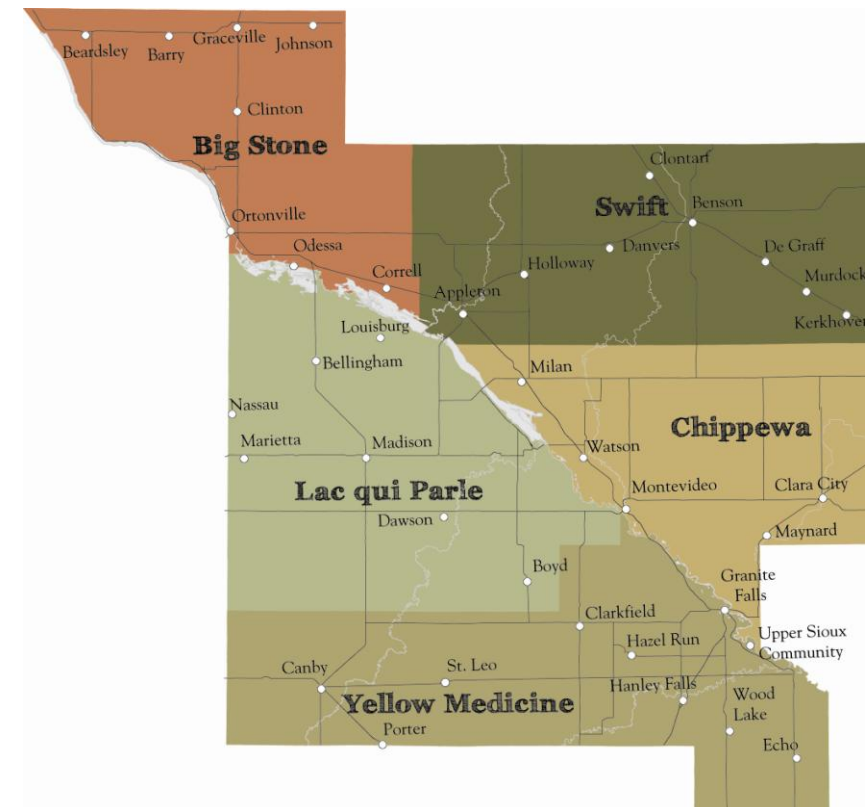 Beardsley
Barry
Graceville
Johnson
Clinton
Big Stone
Ortonville
Odessa
Correll
Clontarf
Swift
Benson
Danvers
De Graff
Holloway
Murdock
Appleton
Kerkhoven
Louisburg
Bellingham
Milan
Nassau
Chippewa
Marietta
Madison
Watson
Lac qui Parle
Montevideo
Clara City
Dawson
Maynard
Boyd
Granite
Falls
Clarkfield
Hazel Run
Upper Sioux
Community
Canby
St. Leo
Hanley Falls
Wood
Lake
Yellow Medicine
Porter
Echo